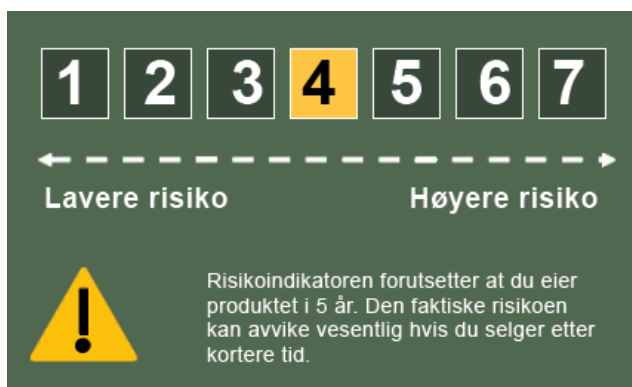 1 2 3 4 5 6 7
Lavere risiko Høyere risiko
Risikoindikatoren forutsetter at du eier
produktet i 5 år. Den faktiske risikoen
kan avvike vesentlig hvis du selger etter
kortere tid.